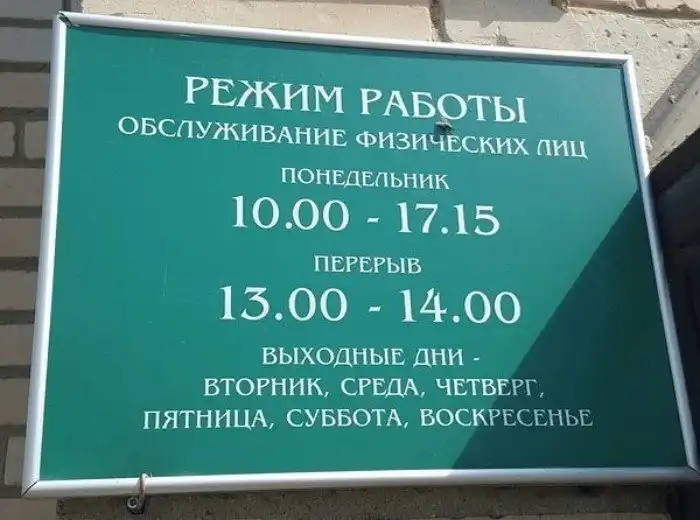 РЕЖИМ РАБОТЫ
ОБСЛУЖИВАНИЕ ФИЗИЧЕСКИХ ЛИЦ
ПОНЕДЕЛЬНИК
10.00 - 17.15
ПЕРЕРЫВ
13.00 - 14.00
ВЫХОДНЫЕ ДНИ -
ВТОРНИК, СРЕДА, ЧЕТВЕРГ,
ПЯТНИЦА, СУББОТА, ВОСКРЕСЕНЬЕ